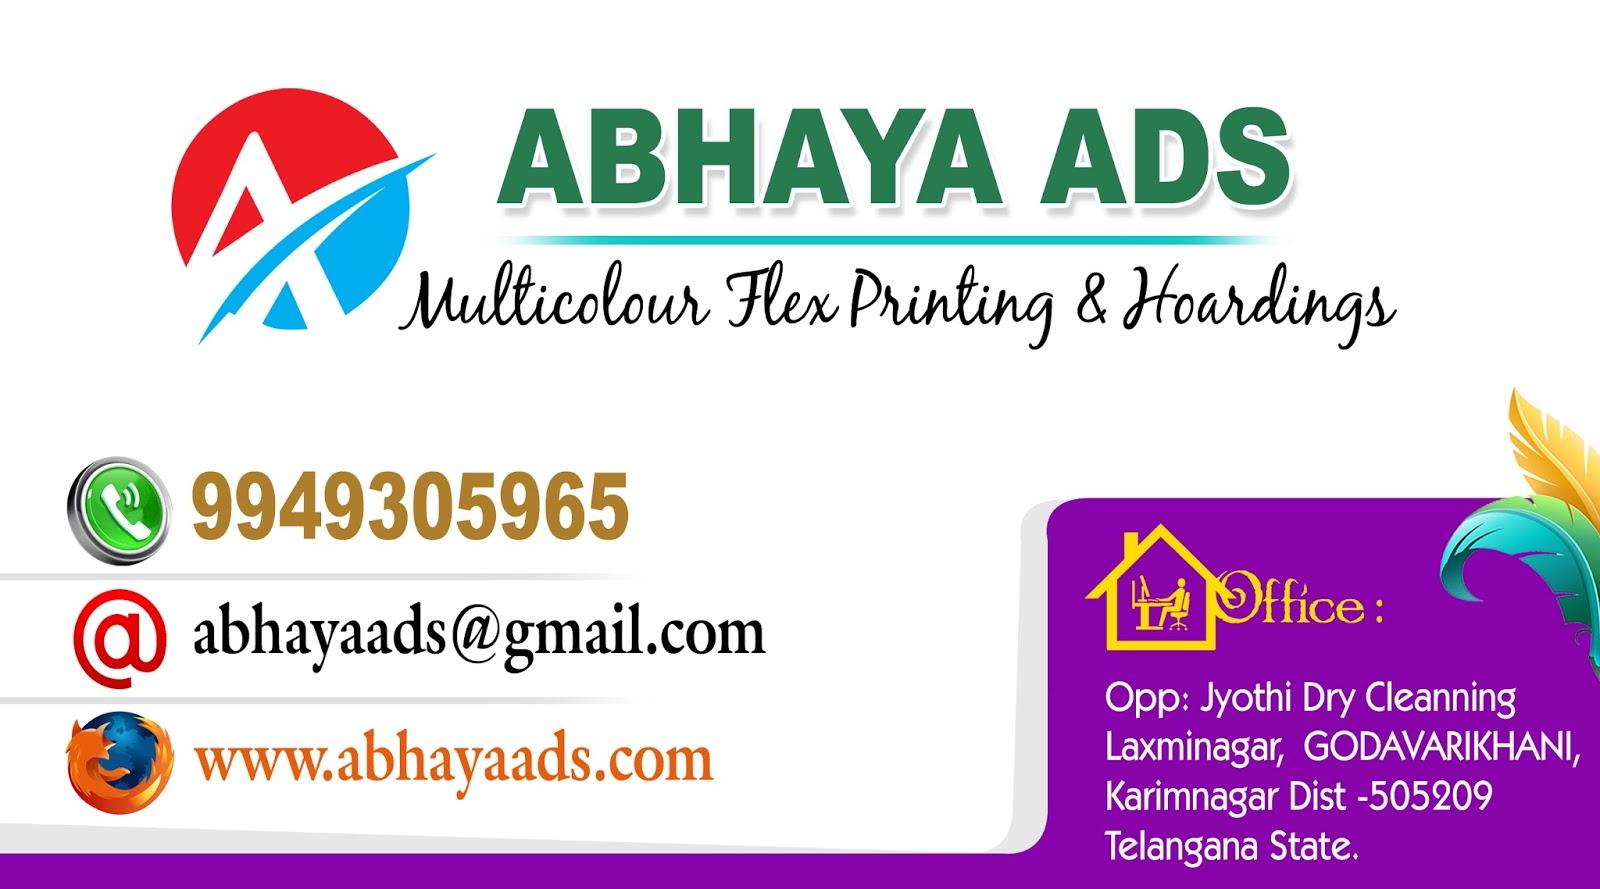 ABHAYA ADS
Multicolour Flex Printing & Hoardings
9949305965
@ abhayaads@gmail.com
www.abhayaads.com
Office :
Opp: Jyothi Dry Cleanning
Laxminagar, GODAVARIKHANI,
Karimnagar Dist -505209
Telangana State.